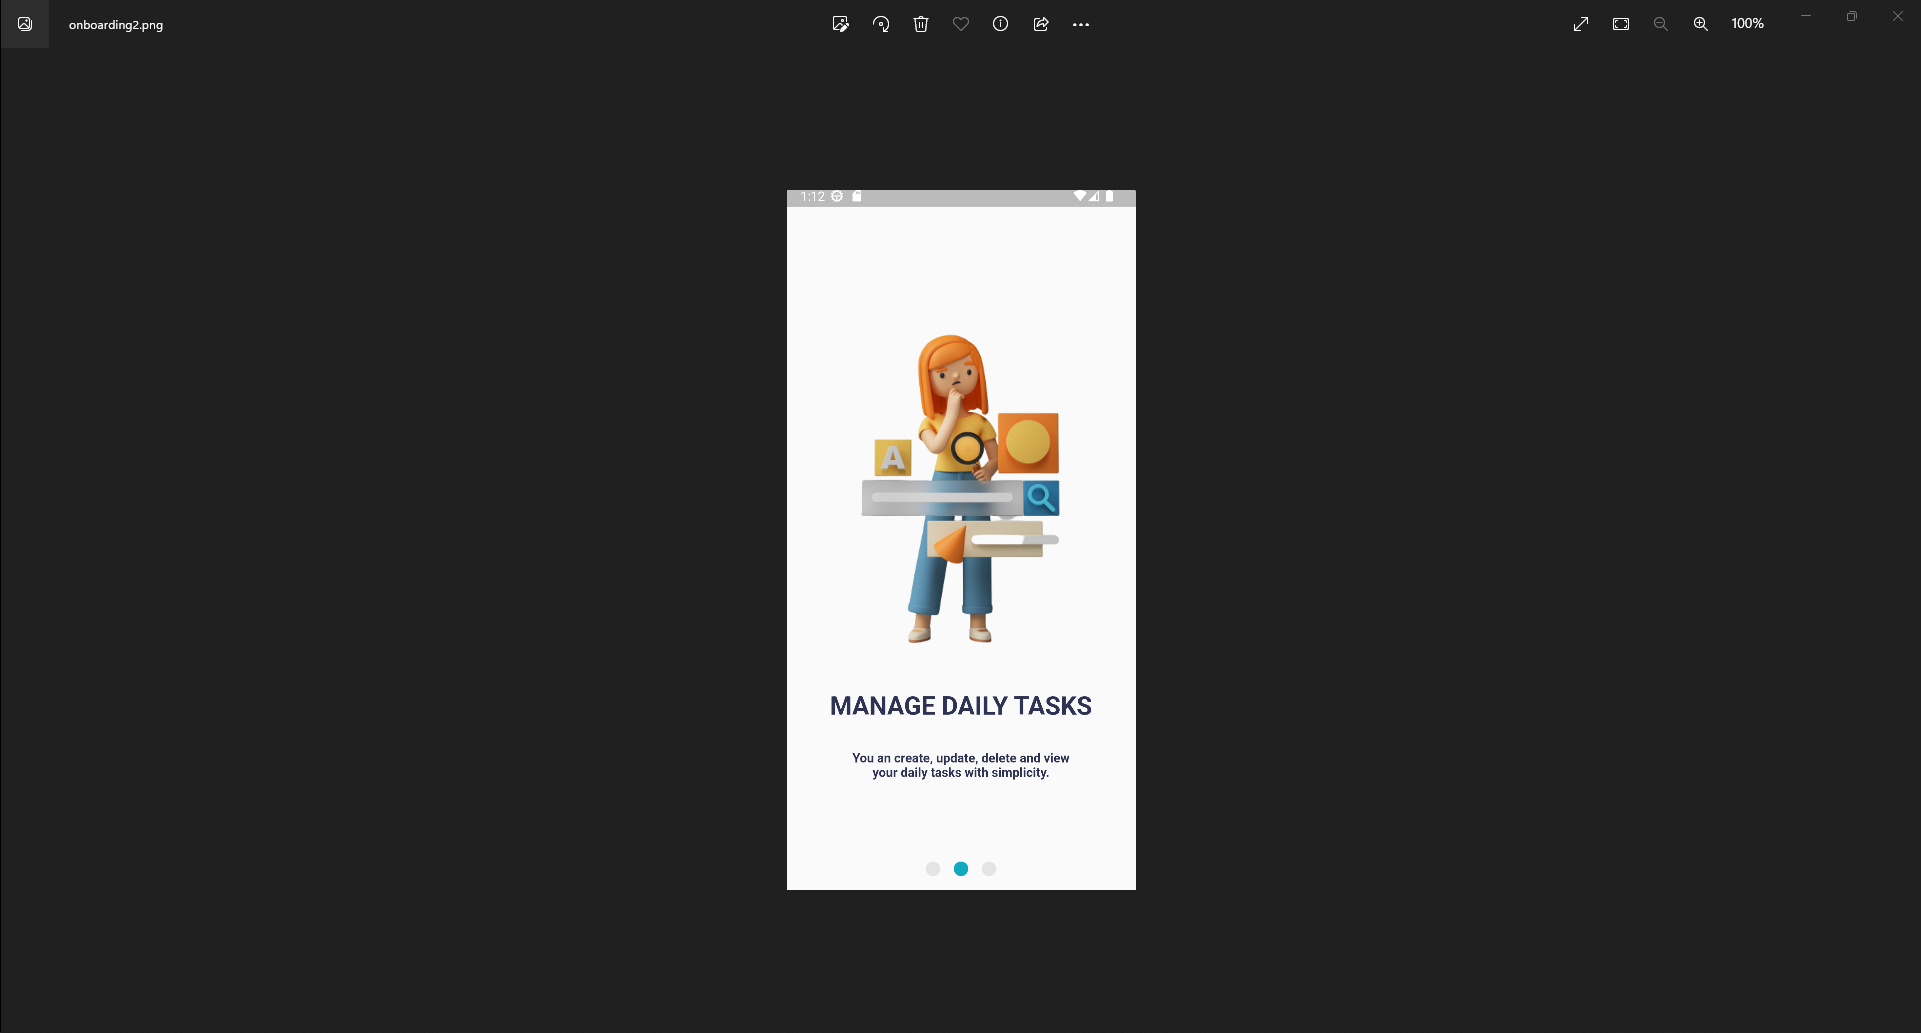 onboarding2.png
100%
1:12
A
MANAGE DAILY TASKS
You an create, update, delete and view
your daily tasks with simplicity.